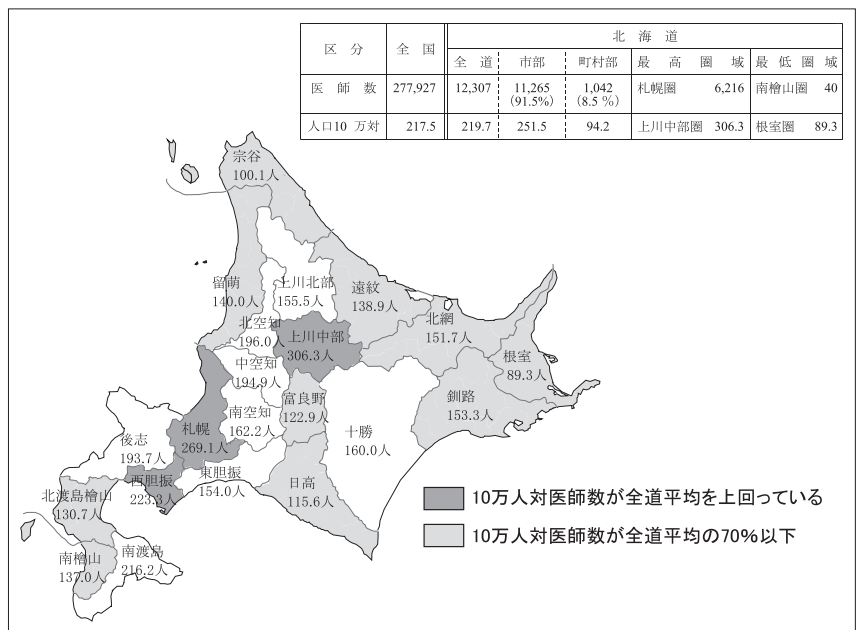 区 分 全 国 北 海 道
全 道 市部 町村部 最 高 圏 域 最 低 圏 域
医 師 数 277,927 12,307 11,265 1,042 札幌圏 6,216 南檜山圏 40
(91.5%) (8.5 %)
人口10 万対 217.5 219.7 251.5 94.2 上川中部圏 306.3 根室圏 89.3
宗谷
100.1人
留萌
140.0人
上川北部
155.5人
遠紋
138.9人
北空知
196.0人
上川中部
306.3人
北網
151.7人
中空知
194.9人
根室
89.3人
富良野
122.9人
釧路
153.3人
南空知
162.2人
札幌
269.1人
十勝
160.0人
後志
193.7人
西胆振
223.3人
東胆振
154.0人
日高
115.6人
北渡島檜山
130.7人
南檜山
137.0人
南渡島
216.2人
10万人対医師数が全道平均を上回っている
10万人対医師数が全道平均の70%以下